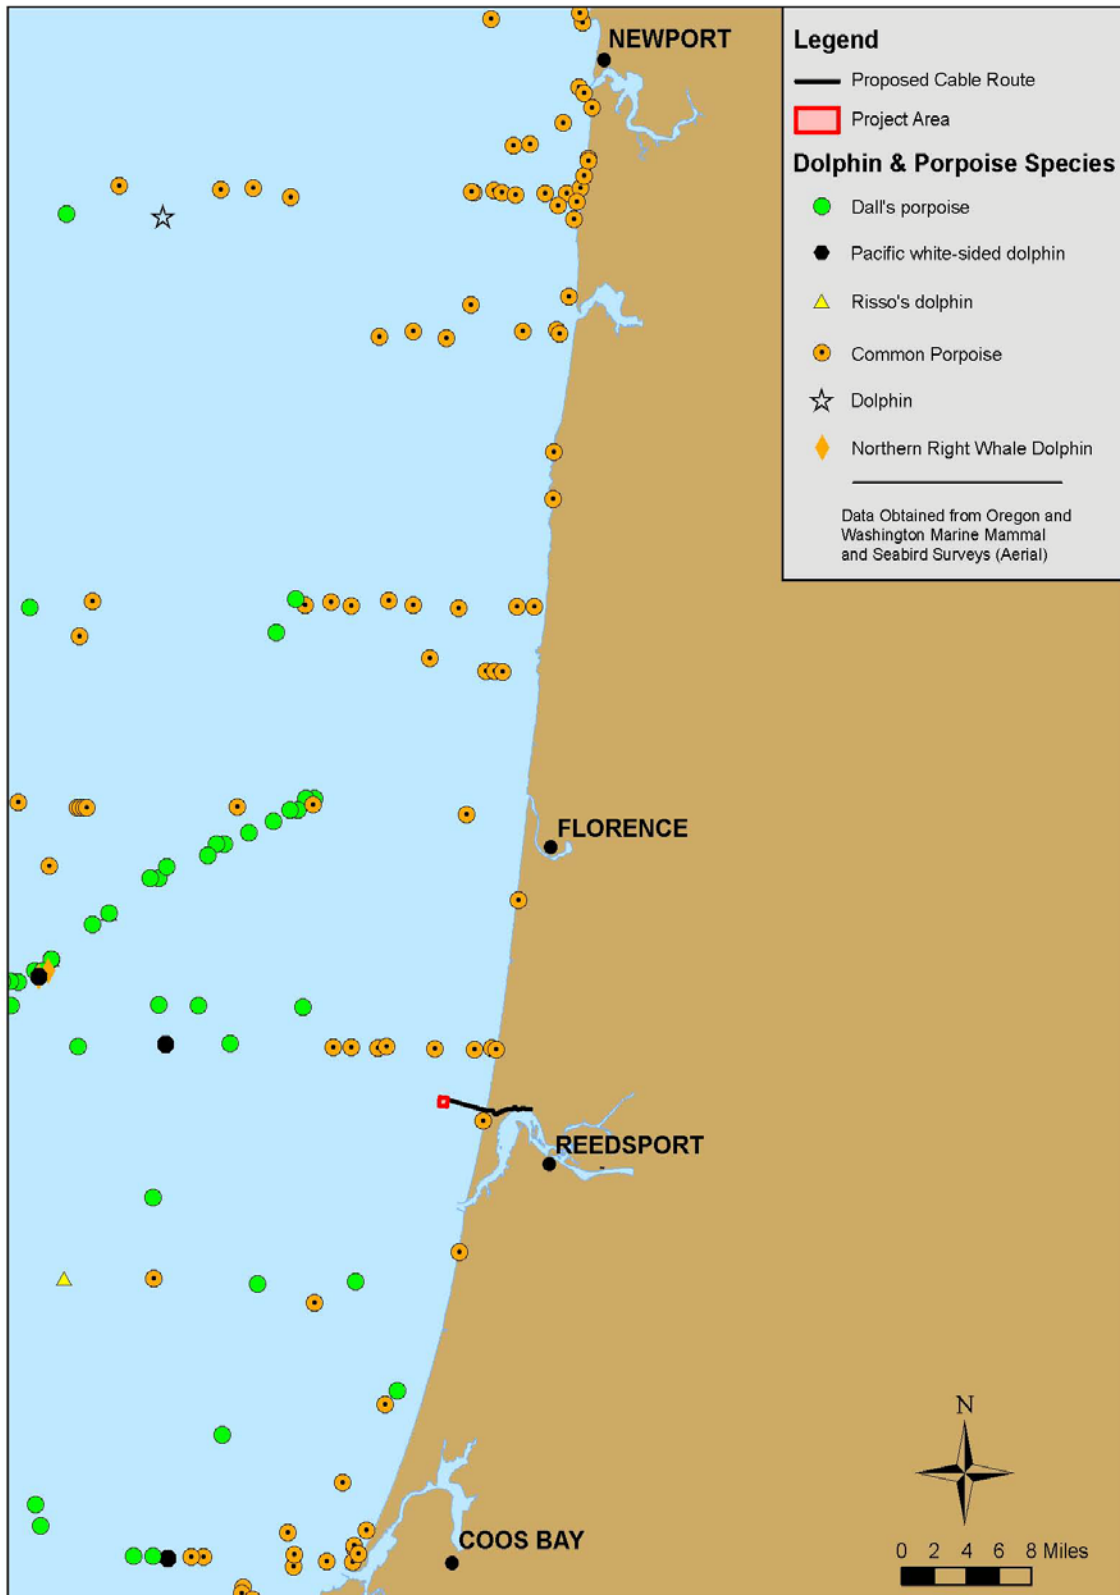 NEWPORT
Legend
Proposed Cable Route
Project Area
Dolphin & Porpoise Species
Dall's porpoise
Pacific white-sided dolphin
Risso's dolphin
Common Porpoise
Dolphin
Northern Right Whale Dolphin
Data Obtained from Oregon and
Washington Marine Mammal
and Seabird Surveys (Aerial)
FLORENCE
REEDSPORT
N
COOS BAY
0 2 4 6 8 Miles